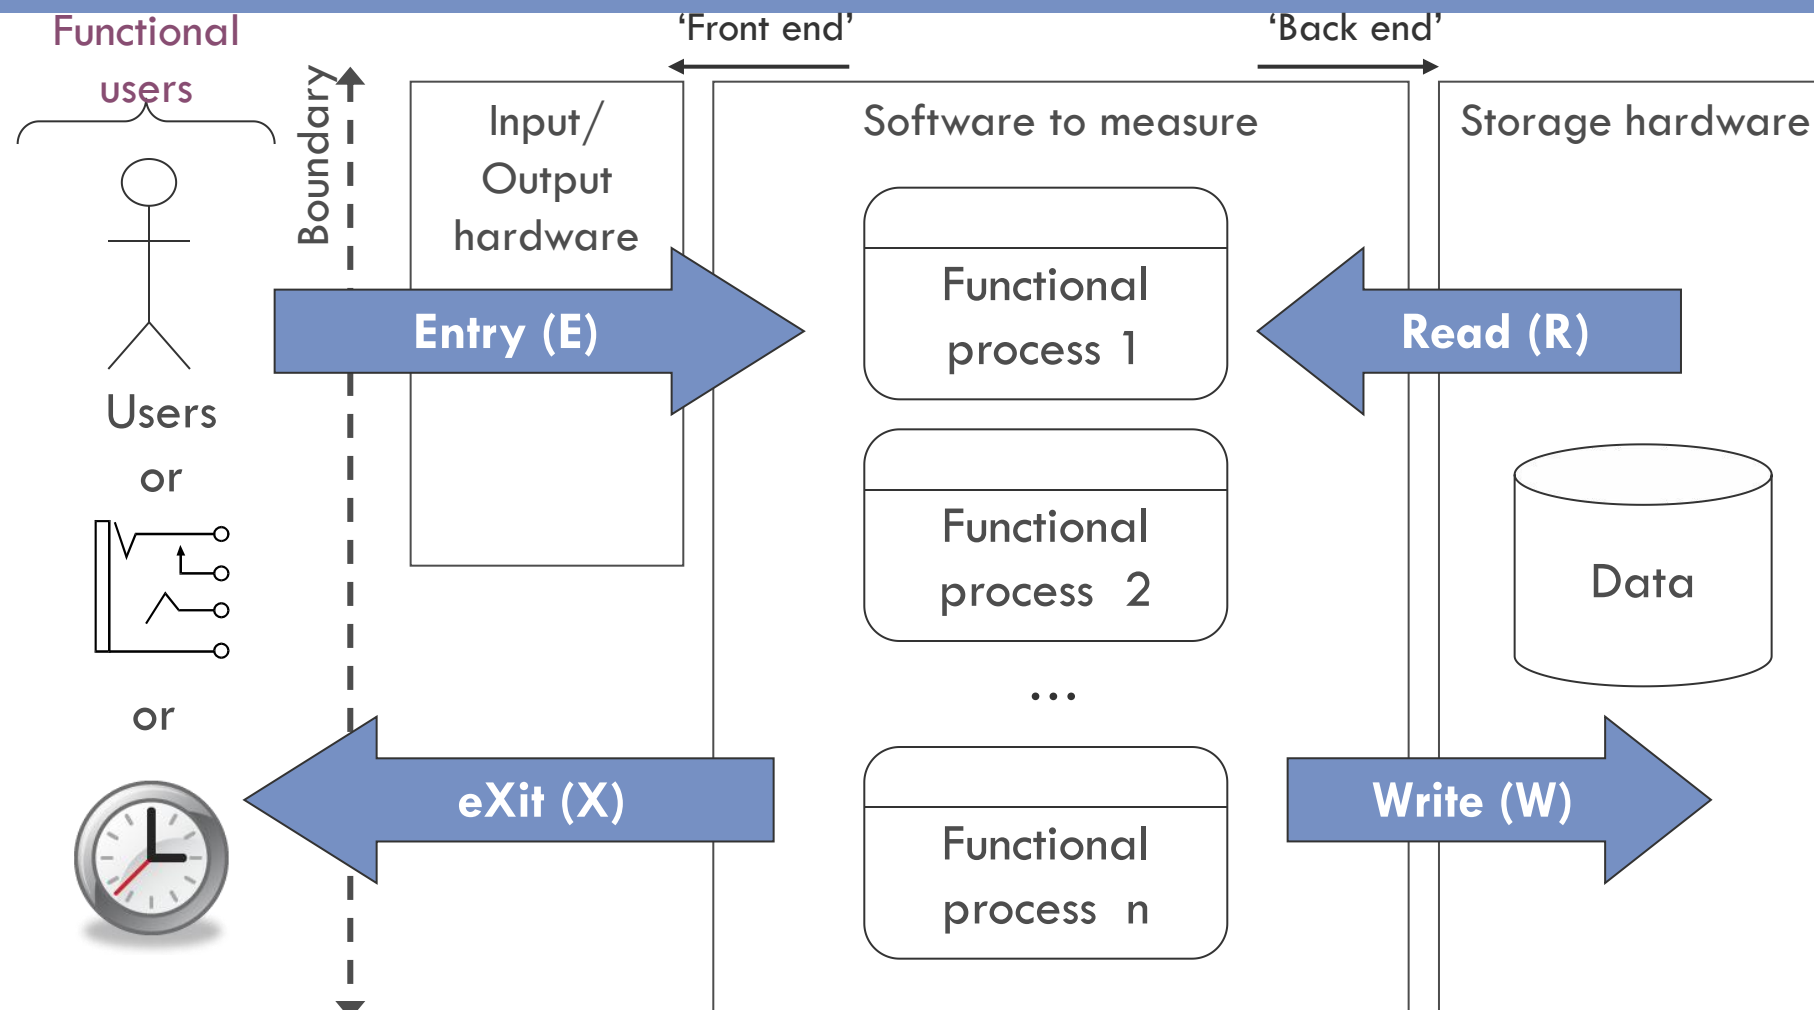 Functional
users
Boundary
'Front end'
'Back end'
Input/
Output
hardware
Software to measure
Storage hardware
Entry (E)
Functional
process 1
Read (R)
Users
or
Functional
process 2
Data
...
or
eXit (X)
Functional
process n
Write (W)